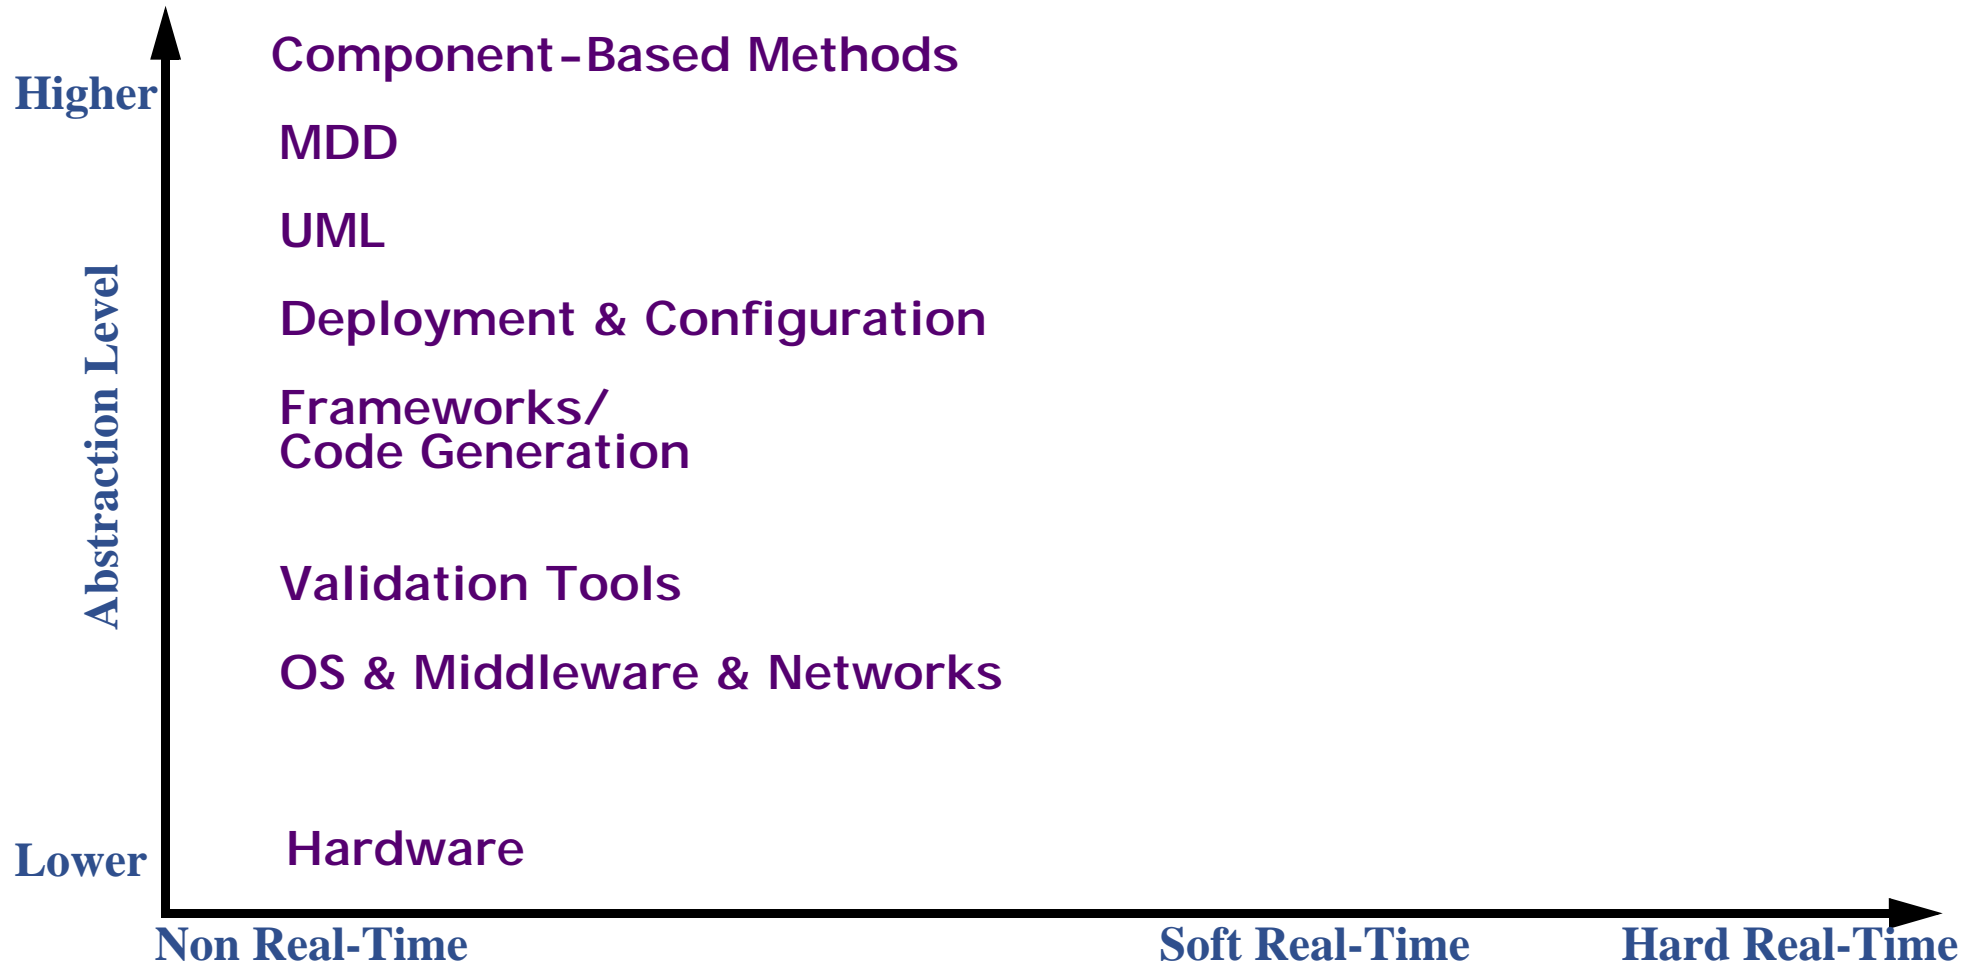 Component-Based Methods
Higher
MDD
UML
Deployment & Configuration
Abstraction Level
Frameworks/
Code Generation
Validation Tools
OS & Middleware & Networks
Hardware
Lower
Non Real-Time
Soft Real-Time
Hard Real-Time